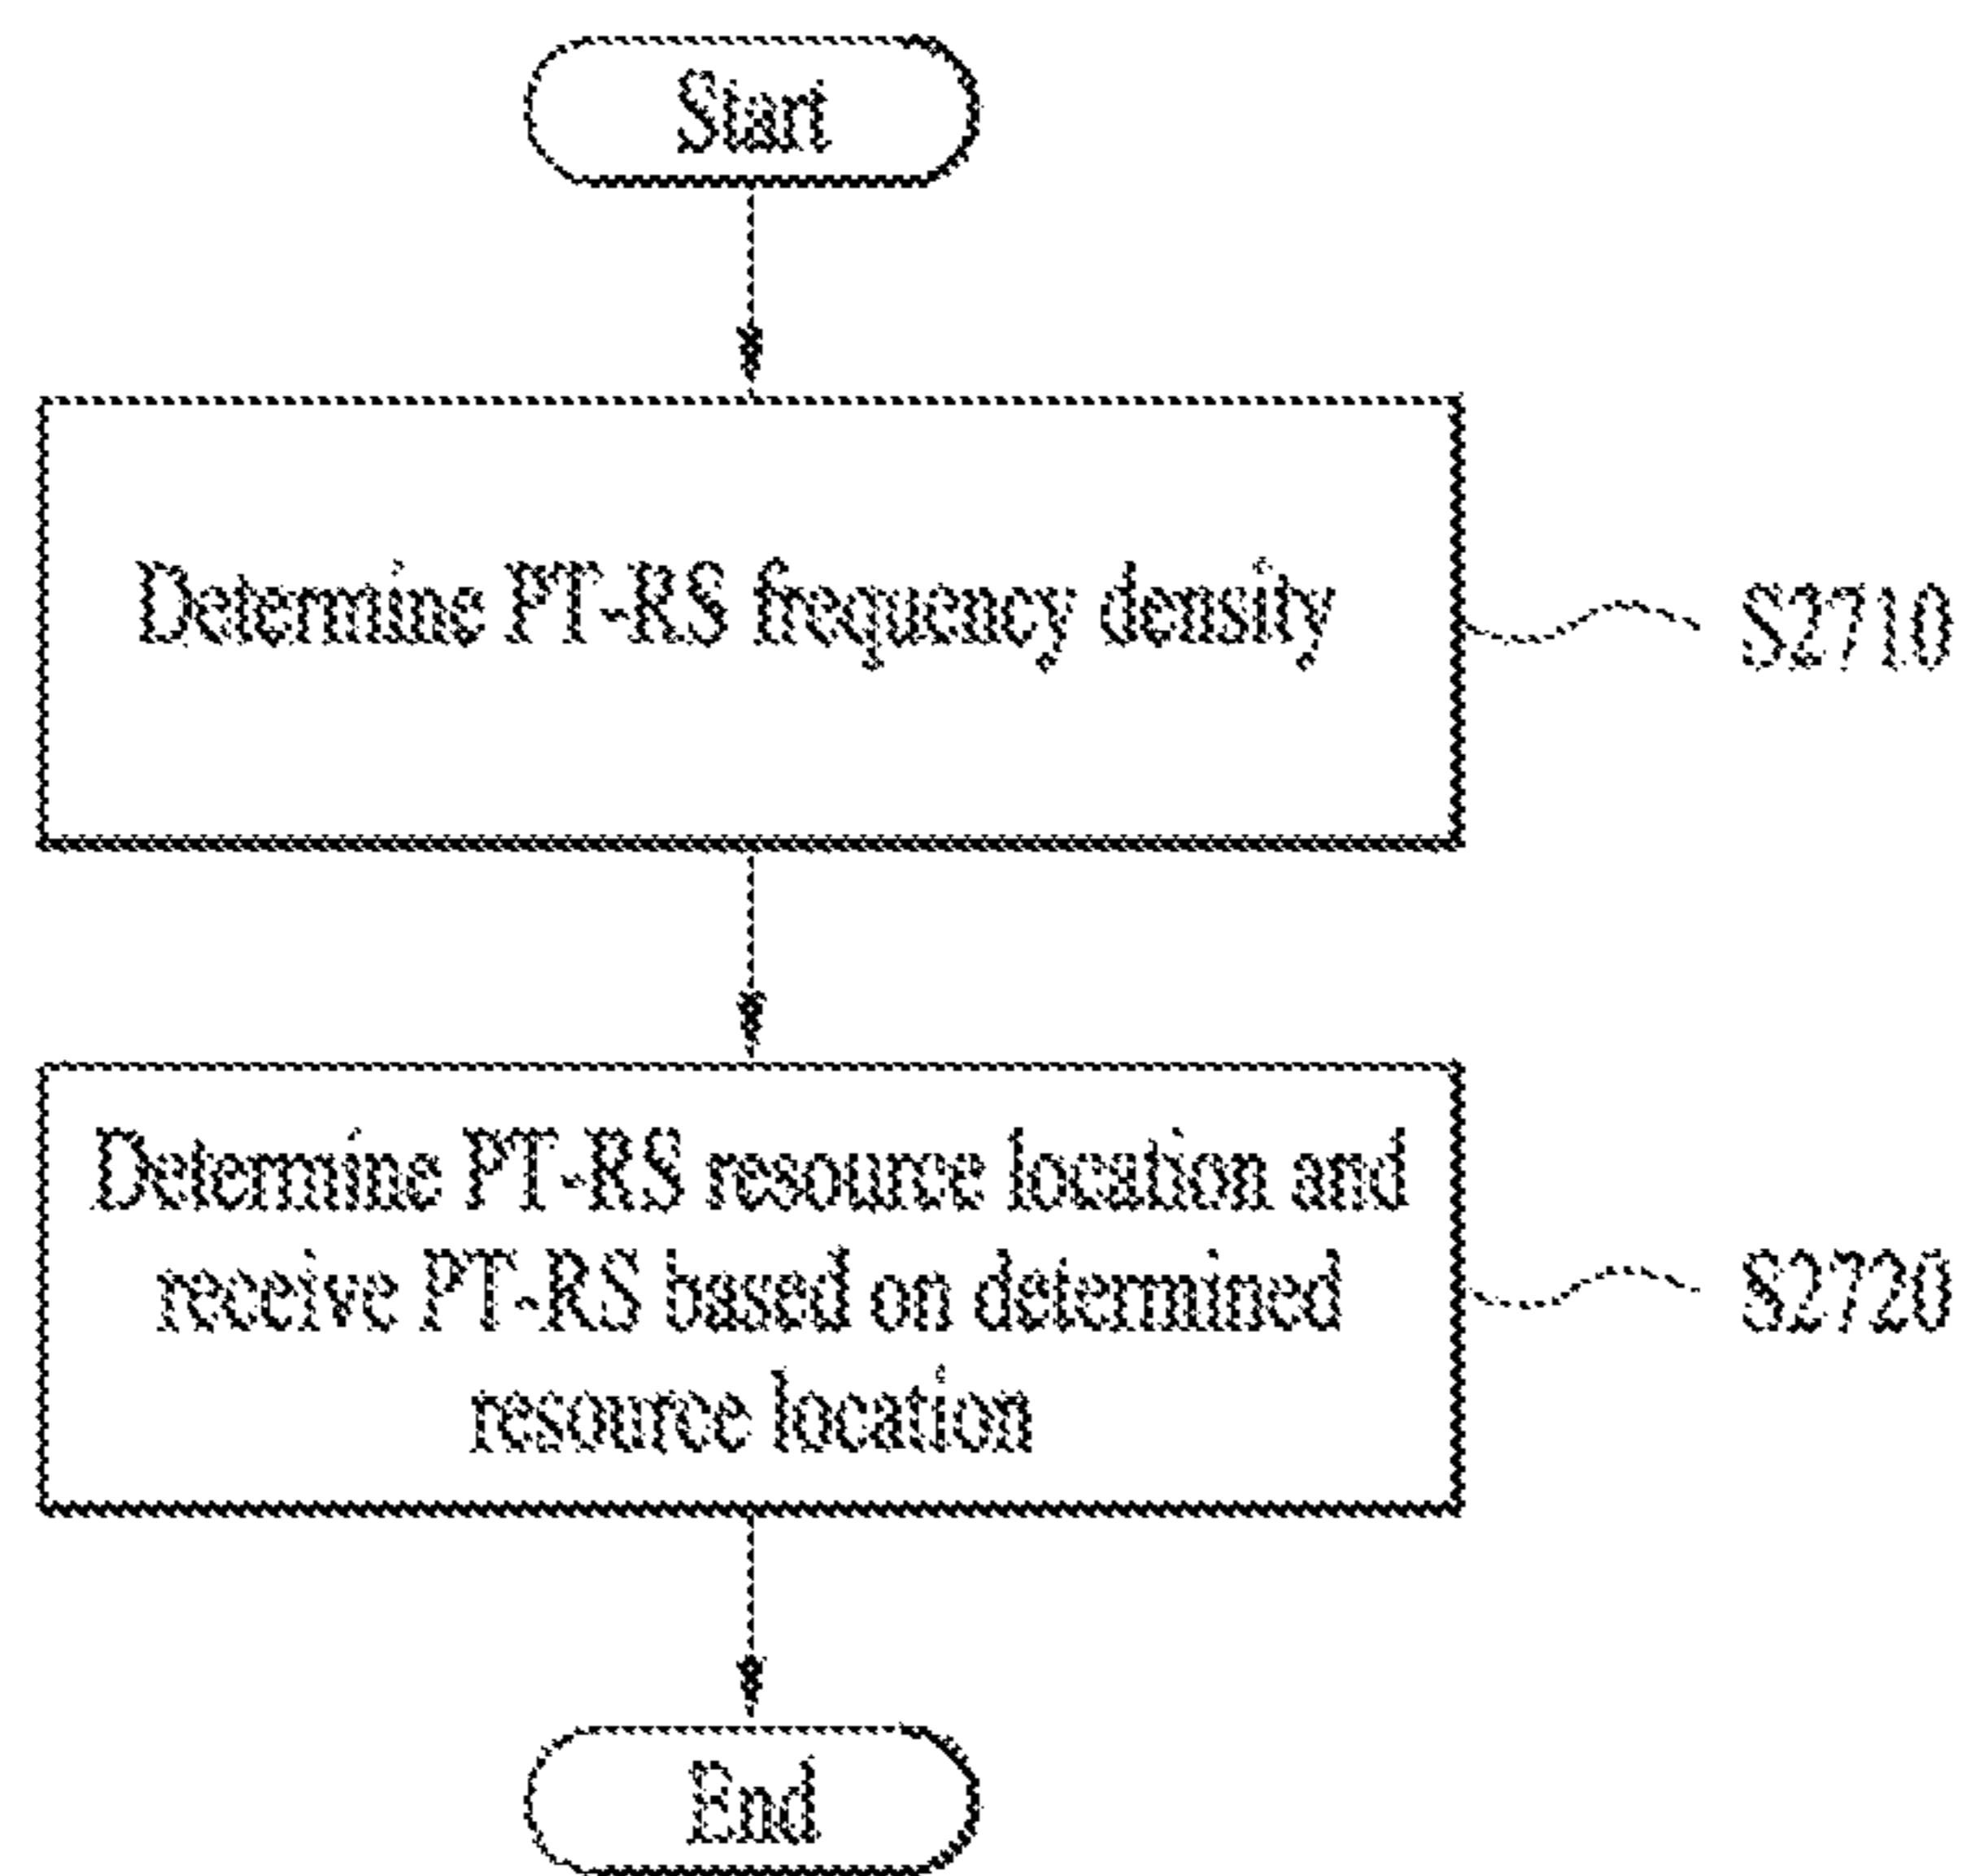 Start
Determine PT-RS frequency density
S2710
Determine PT-RS resource location and
receive PT-RS based on determined
resource location
S2720
End